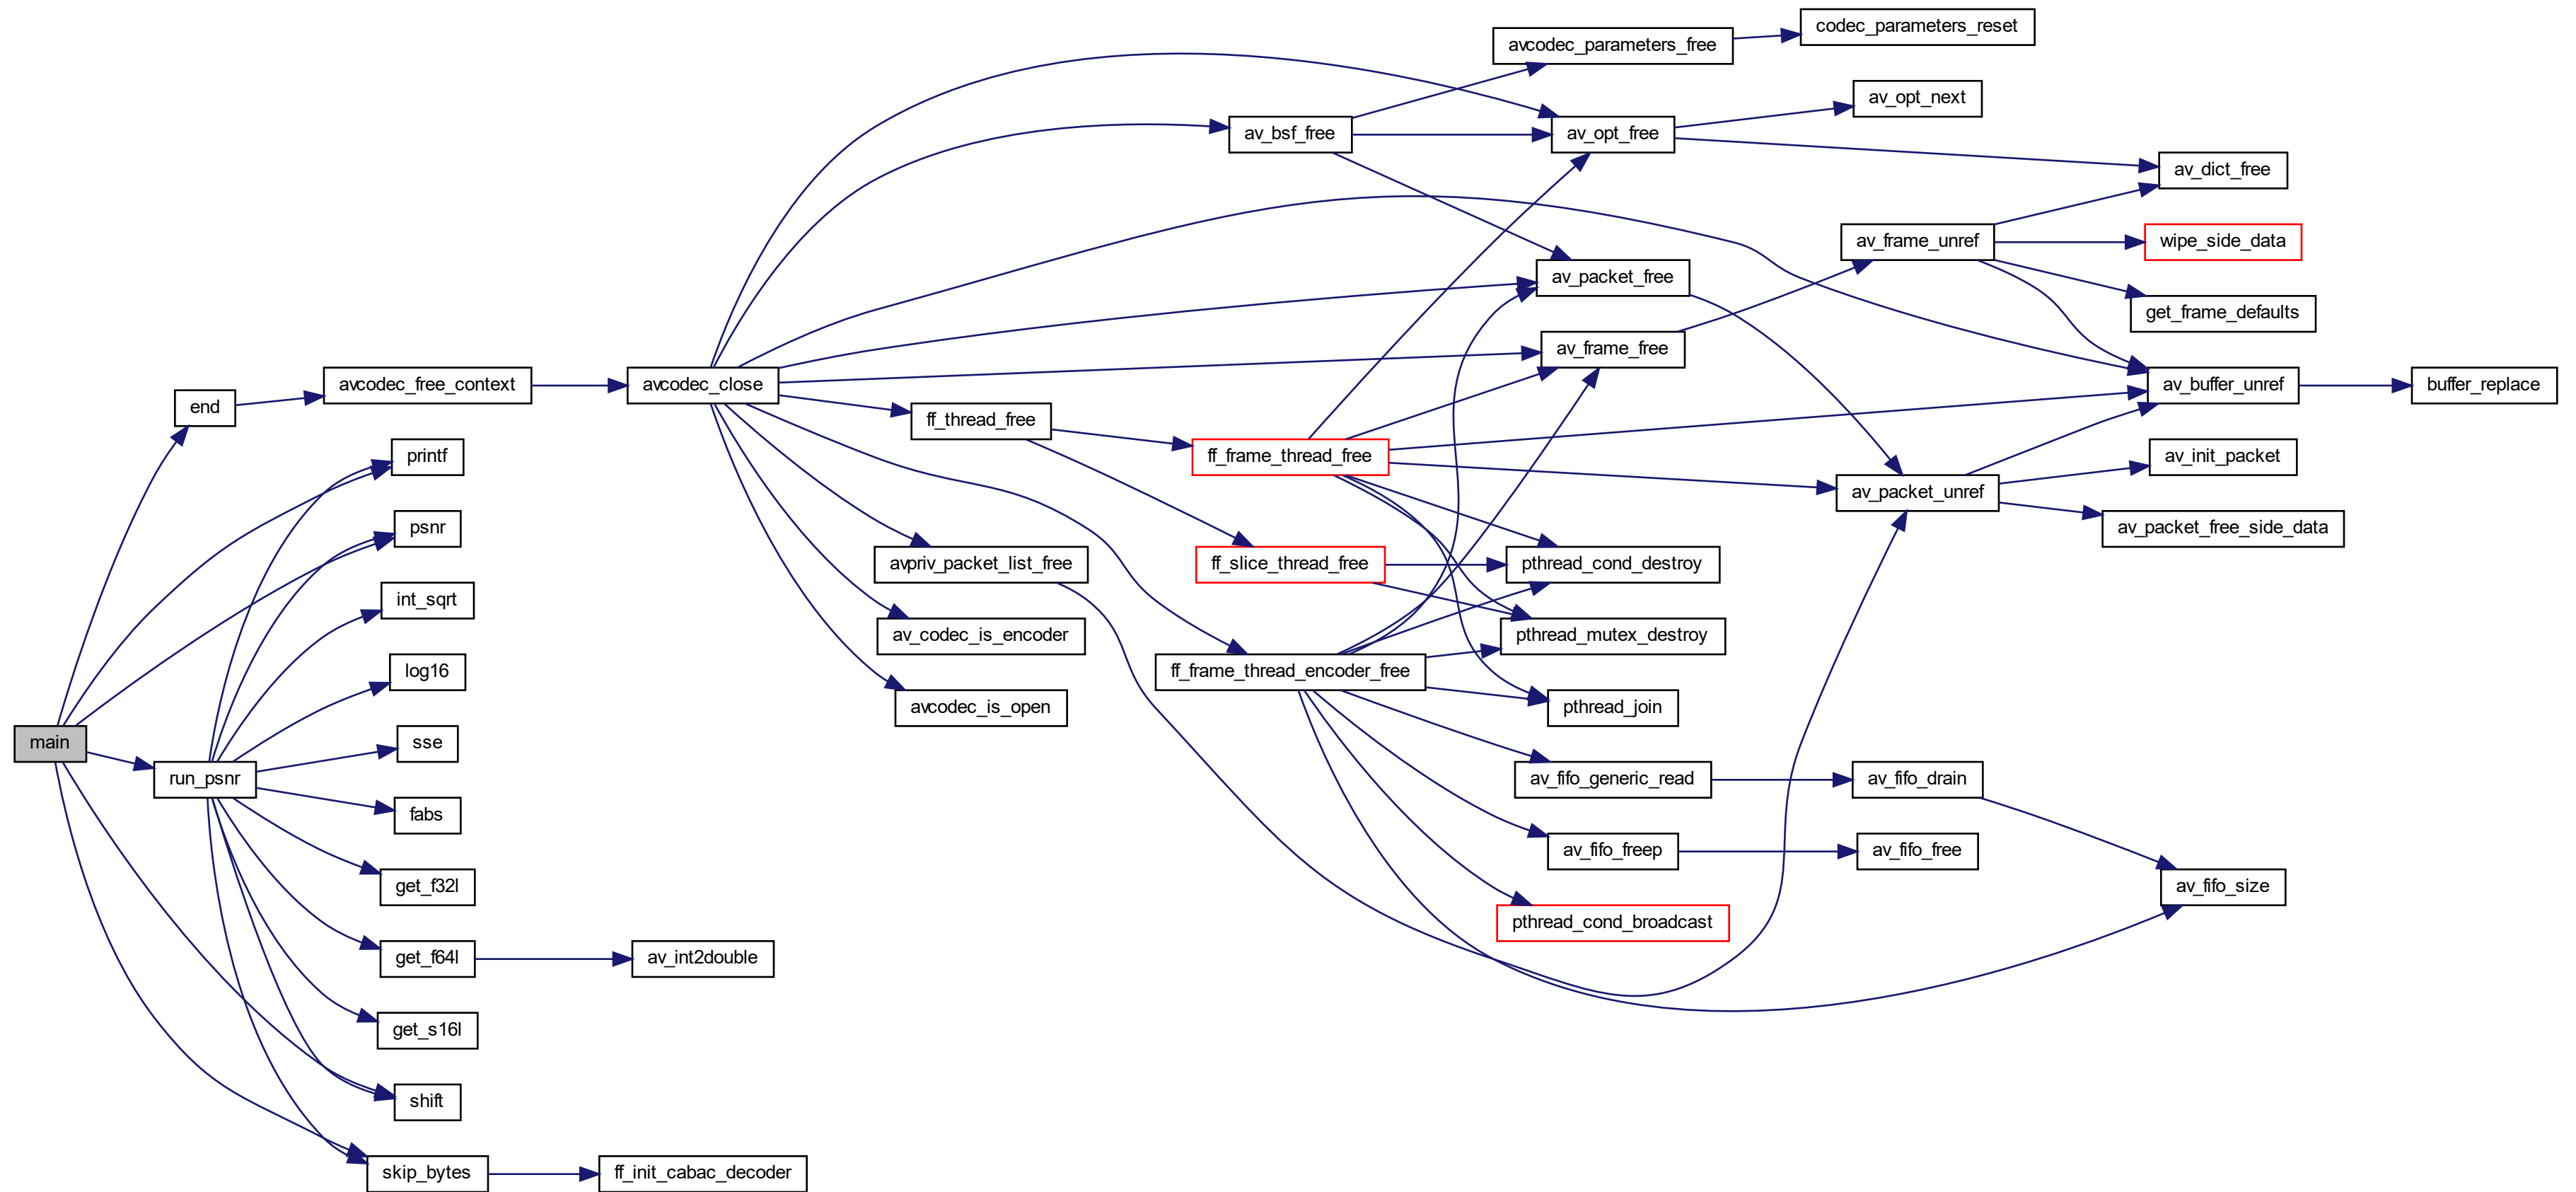 main
end
run_psnr
avcodec_free_context
printf
psnr
int_sqrt
log16
sse
fabs
get_f32l
get_f64l
get_s16l
shift
skip_bytes
avcodec_close
av_int2double
ff_init_cabac_decoder
ff_thread_free
avpriv_packet_list_free
av_codec_is_encoder
avcodec_is_open
av_bsf_free
ff_frame_thread_free
ff_slice_thread_free
ff_frame_thread_encoder_free
avcodec_parameters_free
av_opt_free
av_packet_free
av_frame_free
pthread_cond_destroy
pthread_mutex_destroy
pthread_join
av_fifo_generic_read
av_fifo_freep
pthread_cond_broadcast
codec_parameters_reset
av_opt_next
av_frame_unref
av_packet_unref
av_fifo_drain
av_fifo_free
av_dict_free
wipe_side_data
get_frame_defaults
av_buffer_unref
av_init_packet
av_packet_free_side_data
av_fifo_size
buffer_replace